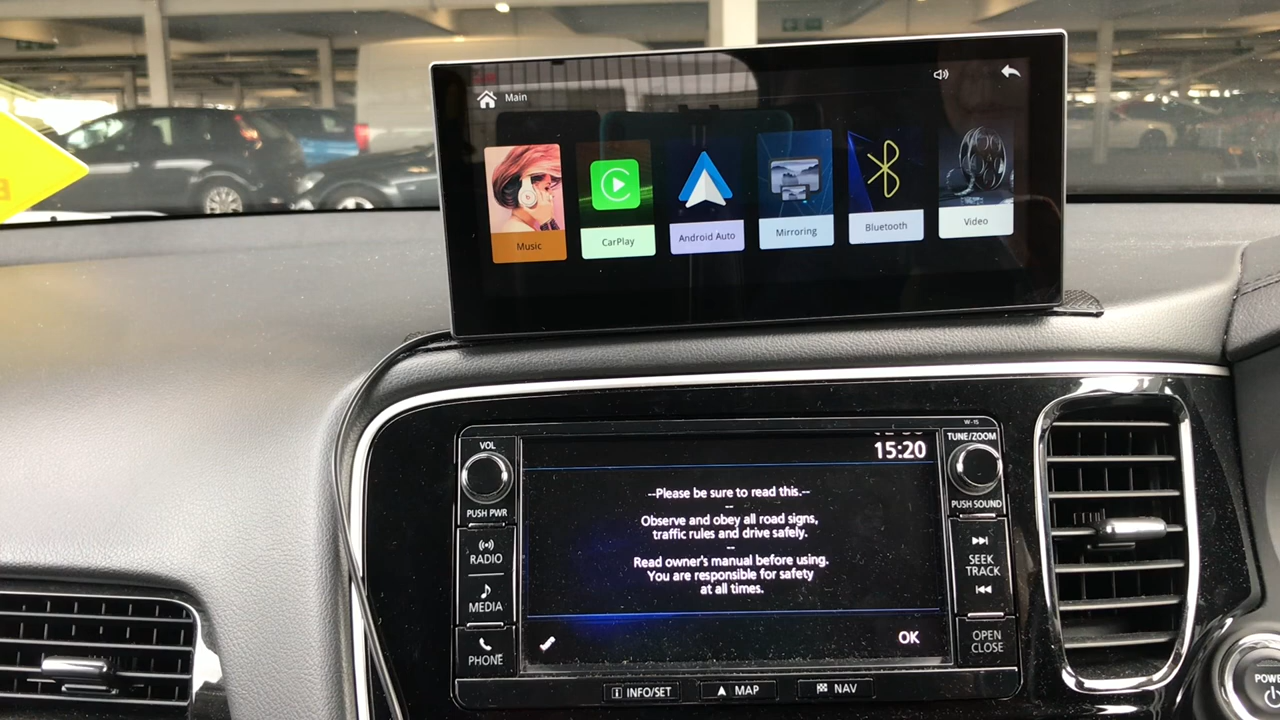 Main
Music
CarPlay
Android Auto
Mirroring
Bluetooth
Video
W-15
VOL
PUSH PWR
RADIO
MEDIA
PHONE
15:20
--Please be sure to read this.--
--
Observe and obey all road signs,
traffic rules and drive safely.
--
Read owner's manual before using.
You are responsible for safety
at all times.
OK
TUNE/ZOOM
PUSH SOUND
SEEK
TRACK
OPEN
CLOSE
INFO/SET
MAP
NAV